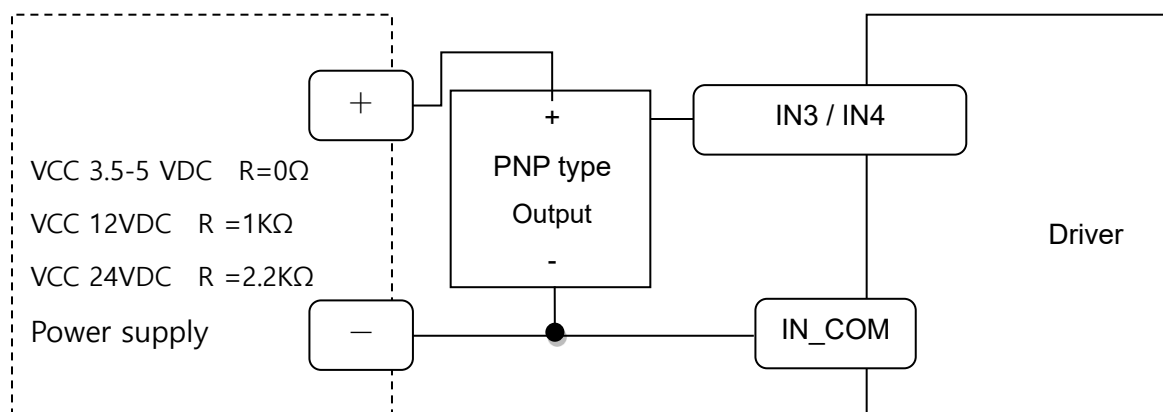 +
IN3 / IN4
+
PNP type
Output
-
VCC 3.5-5 VDC R=0Ω
VCC 12VDC R =1KΩ
VCC 24VDC R =2.2KΩ
Power supply
Driver
−
IN_COM